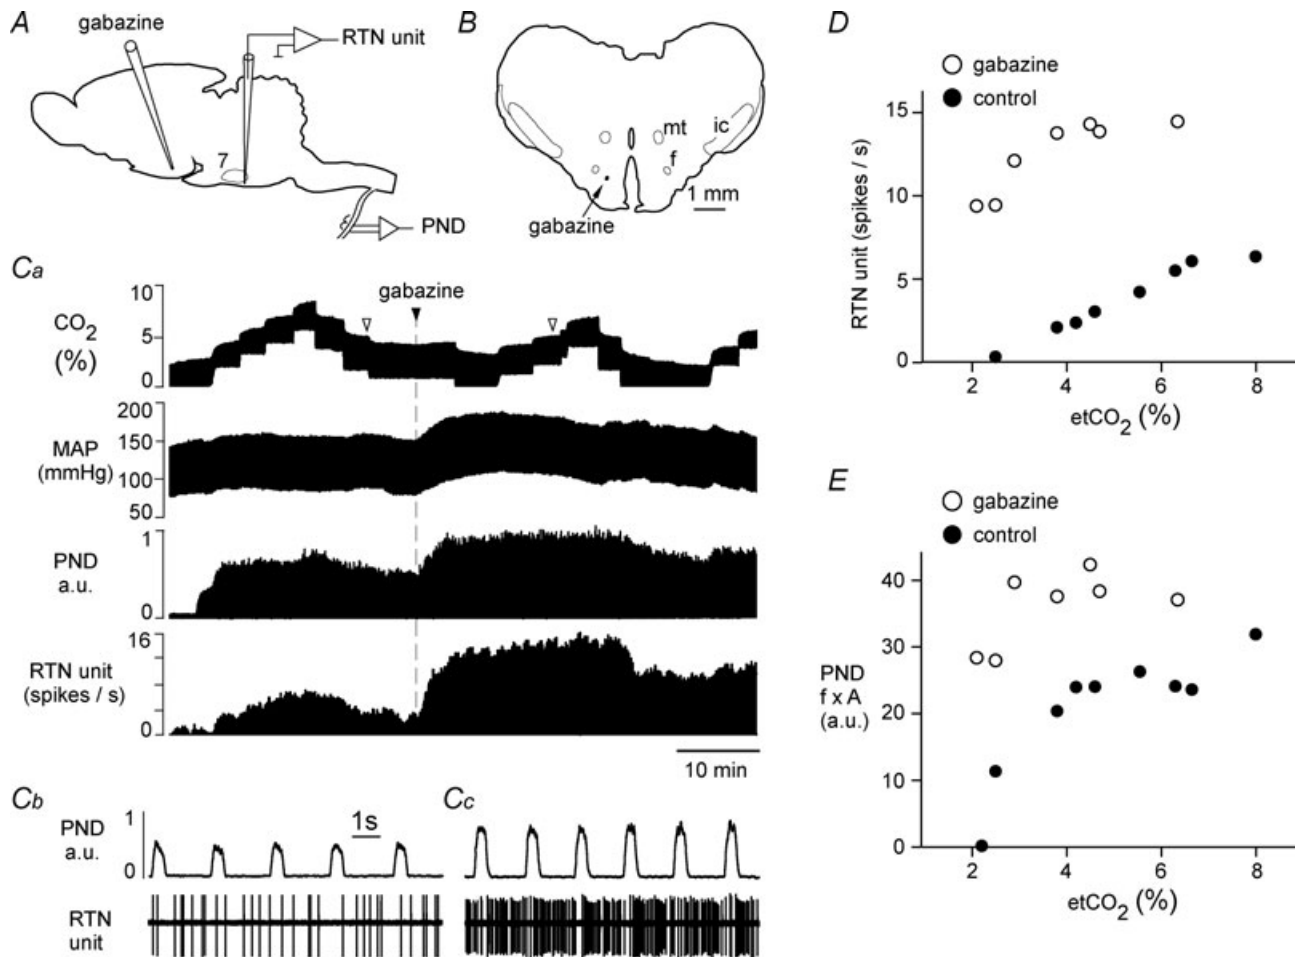 A
gabazine
RTN unit
7
PND
B
mt
ic
f
gabazine
1 mm
Ca
gabazine
CO2
(%)
10
5
0
MAP
(mmHg)
200
150
100
50
PND
a.u.
1
0
RTN unit
(spikes / s)
16
0
10 min
Cb
PND
a.u.
1
0
1s
RTN
unit
Cc
D
gabazine
control
RTN unit (spikes / s)
15
10
5
0
2 4 6 8
etCO2 (%)
E
gabazine
control
PND
f x A
(a.u.)
40
30
20
10
0
2 4 6 8
etCO2 (%)